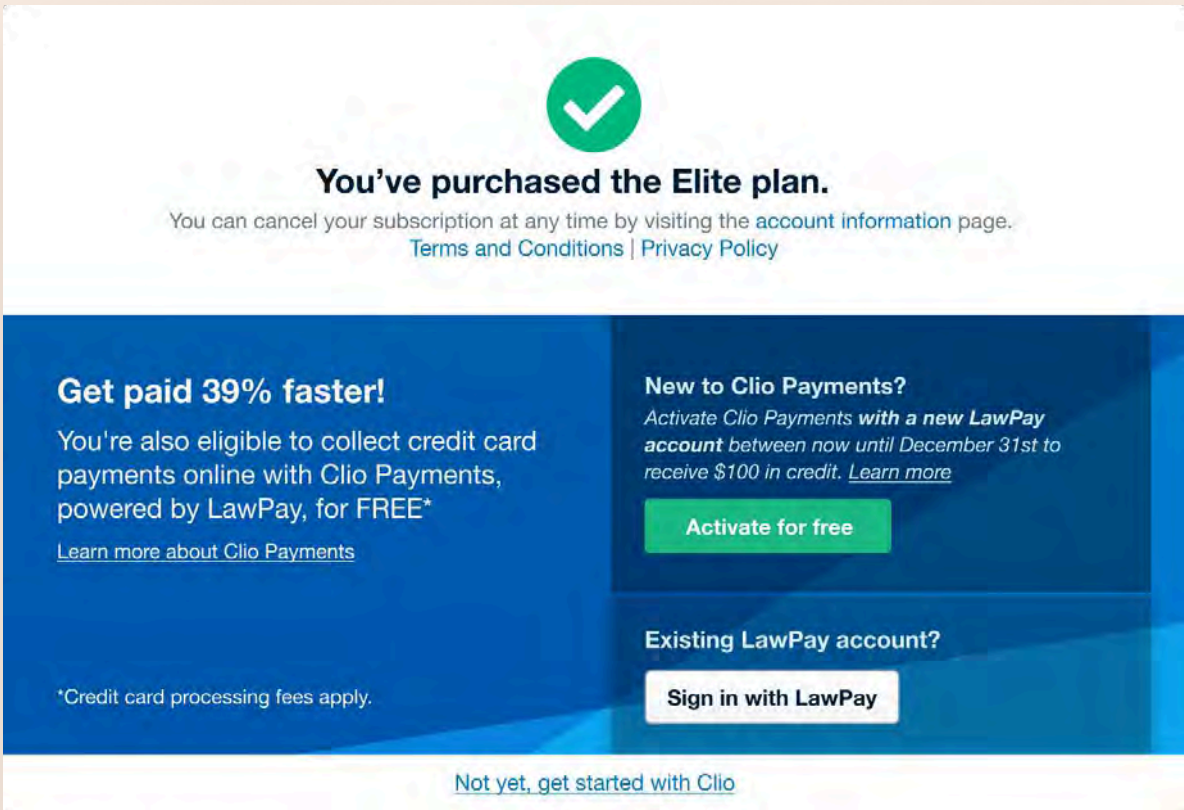 You've purchased the Elite plan.
You can cancel your subscription at any time by visiting the account information page.
Terms and Conditions | Privacy Policy
Get paid 39% faster!
You're also eligible to collect credit card
payments online with Clio Payments,
powered by LawPay, for FREE*
Learn more about Clio Payments
*Credit card processing fees apply.
New to Clio Payments?
Activate Clio Payments with a new LawPay
account between now until December 31st to
receive $100 in credit. Learn more
Activate for free
Existing LawPay account?
Sign in with LawPay
Not yet, get started with Clio